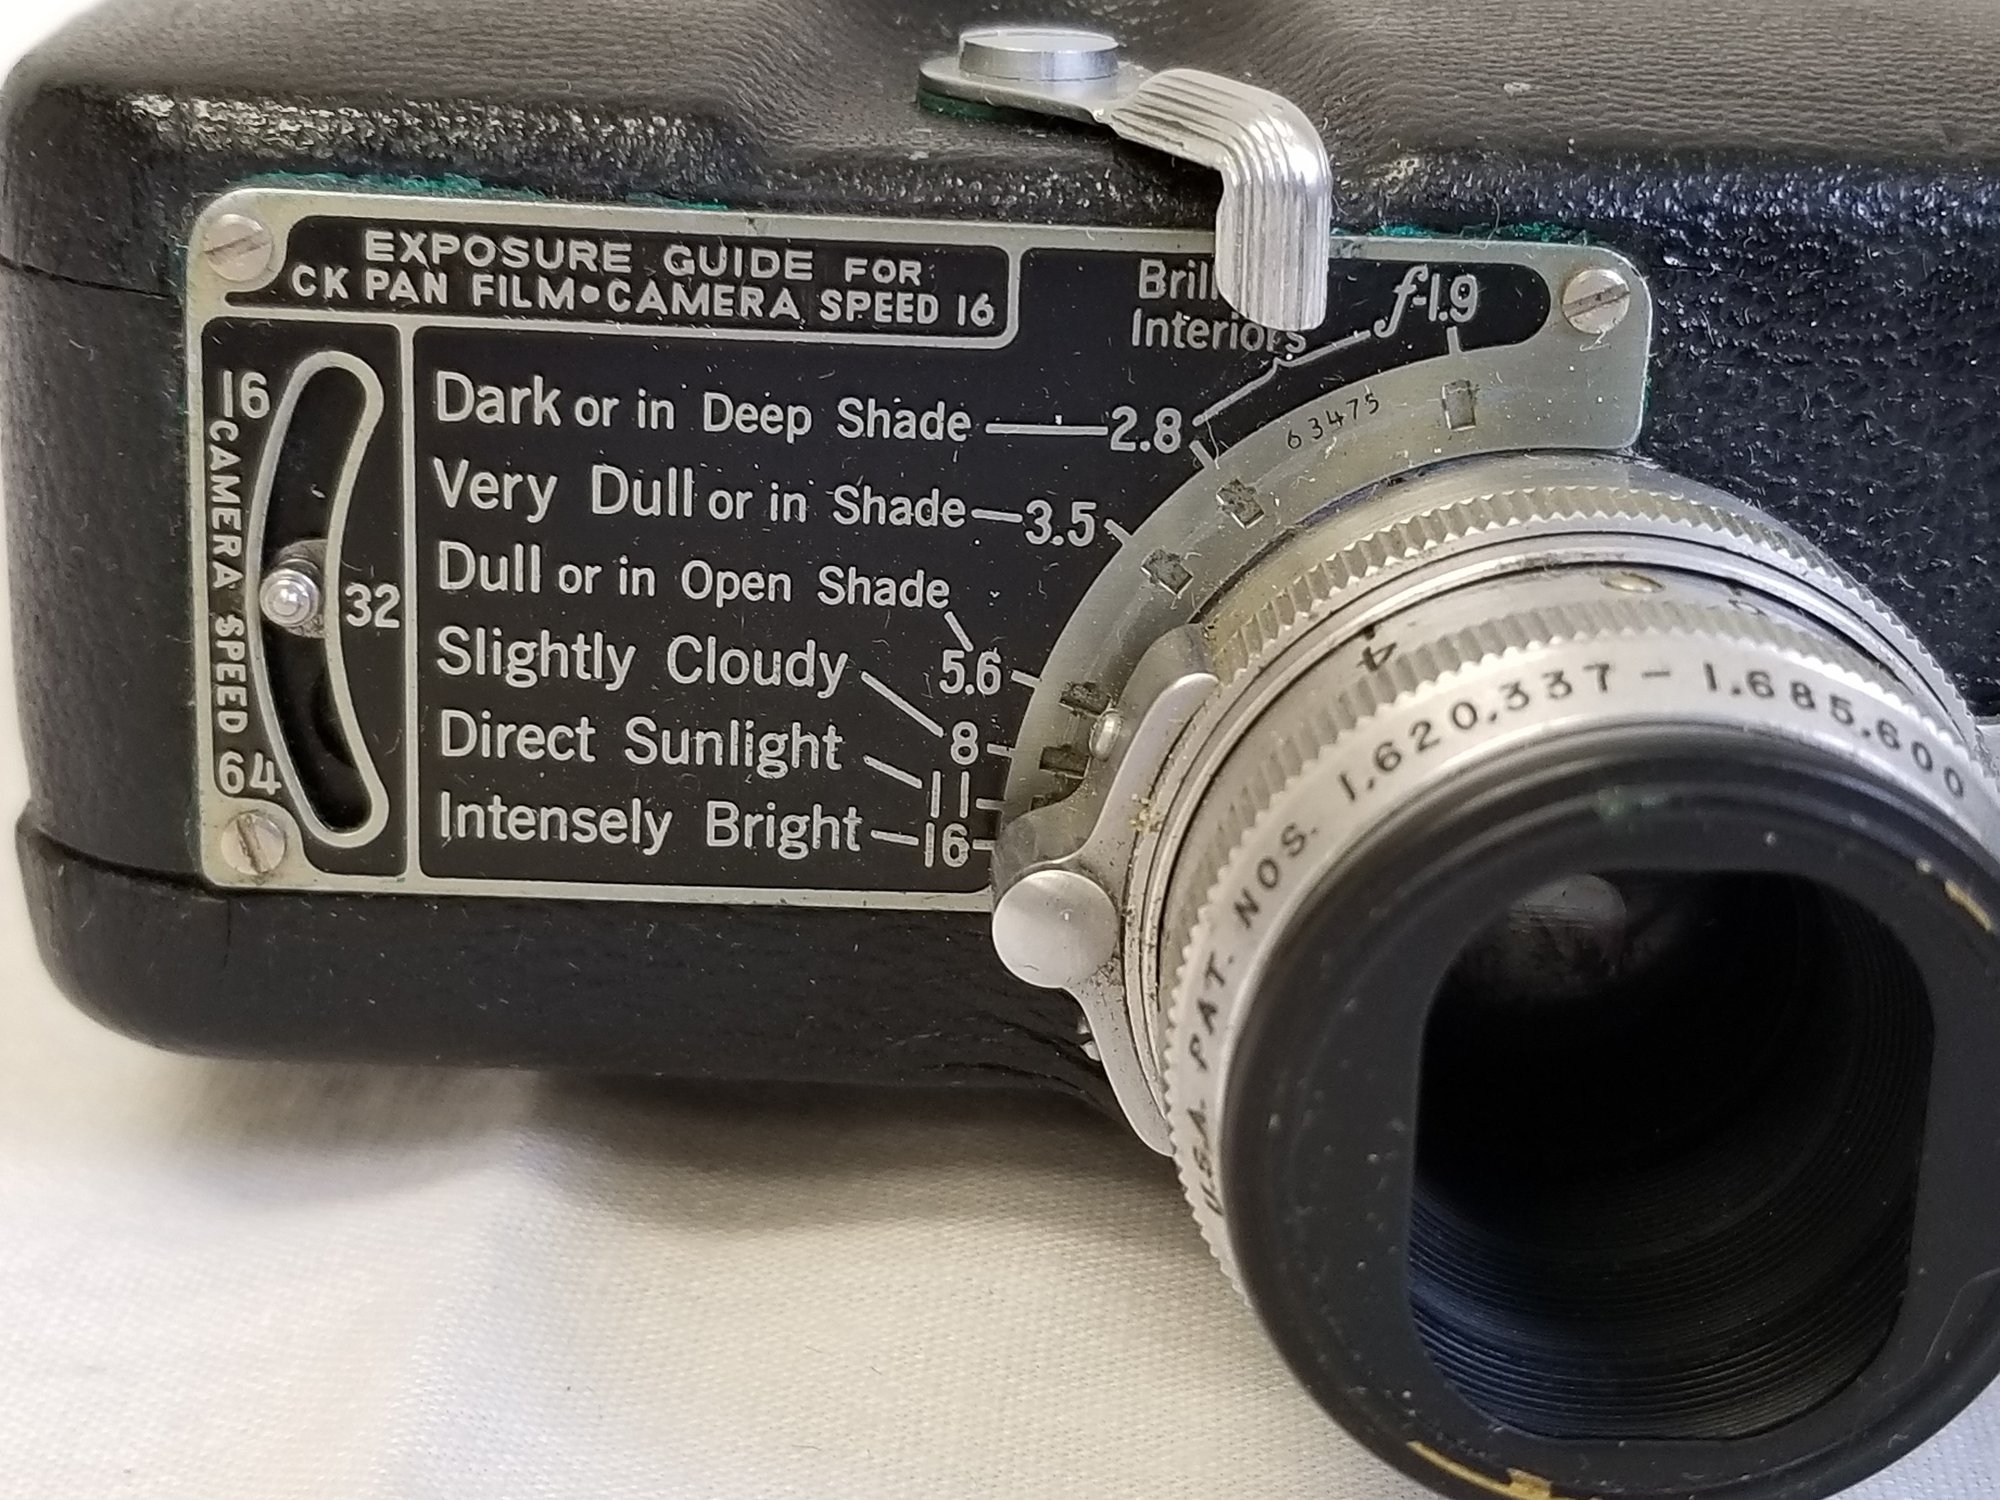 EXPOSURE GUIDE FOR
CK PAN FILM•CAMERA SPEED 16
Interiors
f-1.9
16
CAMERA SPEED
32
64
Dark or in Deep Shade 2.8
Very Dull or in Shade 3.5
Dull or in Open Shade
5.6
Slightly Cloudy
8
Direct Sunlight
11
Intensely Bright 16
63475
4
U.S.A. PAT. NOS. 1.620.337 - 1.685.600